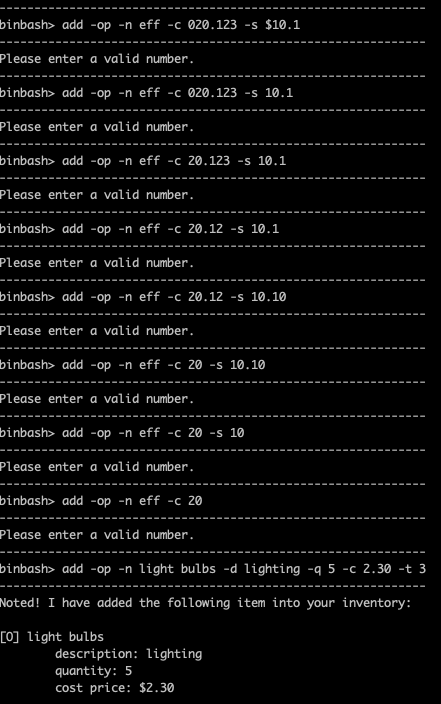 --------------------------------------------------------------
binbash> add -op -n eff -c 020.123 -s $10.1
--------------------------------------------------------------
Please enter a valid number.
--------------------------------------------------------------
binbash> add -op -n eff -c 020.123 -s 10.1
--------------------------------------------------------------
Please enter a valid number.
--------------------------------------------------------------
binbash> add -op -n eff -c 20.123 -s 10.1
--------------------------------------------------------------
Please enter a valid number.
--------------------------------------------------------------
binbash> add -op -n eff -c 20.12 -s 10.1
--------------------------------------------------------------
Please enter a valid number.
--------------------------------------------------------------
binbash> add -op -n eff -c 20.12 -s 10.10
--------------------------------------------------------------
Please enter a valid number.
--------------------------------------------------------------
binbash> add -op -n eff -c 20 -s 10.10
--------------------------------------------------------------
Please enter a valid number.
--------------------------------------------------------------
binbash> add -op -n eff -c 20 -s 10
--------------------------------------------------------------
Please enter a valid number.
--------------------------------------------------------------
binbash> add -op -n eff -c 20
--------------------------------------------------------------
Please enter a valid number.
--------------------------------------------------------------
binbash> add -op -n light bulbs -d lighting -q 5 -c 2.30 -t 3
--------------------------------------------------------------
Noted! I have added the following item into your inventory:

[O] light bulbs
        description: lighting
        quantity: 5
        cost price: $2.30